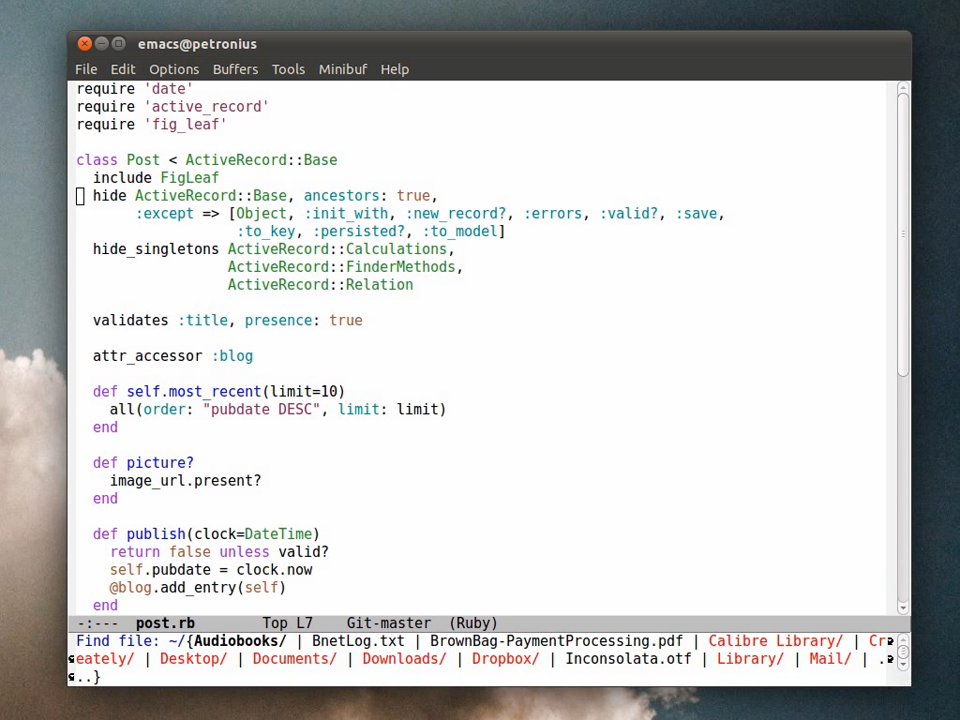 emacs@petronius
File Edit Options Buffers Tools Minibuf Help
require 'date'
require 'active_record'
require 'fig_leaf'
class Post < ActiveRecord::Base
  include FigLeaf
  hide ActiveRecord::Base, ancestors: true,
       :except => [Object, :init_with, :new_record?, :errors, :valid?, :save,
                   :to_key, :persisted?, :to_model]
  hide_singletons ActiveRecord::Calculations,
                  ActiveRecord::FinderMethods,
                  ActiveRecord::Relation
  validates :title, presence: true
  attr_accessor :blog
  def self.most_recent(limit=10)
    all(order: "pubdate DESC", limit: limit)
  end
  def picture?
    image_url.present?
  end
  def publish(clock=DateTime)
    return false unless valid?
    self.pubdate = clock.now
    @blog.add_entry(self)
  end
-:--- post.rb Top L7 Git-master (Ruby)
Find file: ~/{Audiobooks/ | BnetLog.txt | BrownBag-PaymentProcessing.pdf | Calibre Library/ | Cr
eately/ | Desktop/ | Documents/ | Downloads/ | Dropbox/ | Inconsolata.otf | Library/ | Mail/ | .
..}